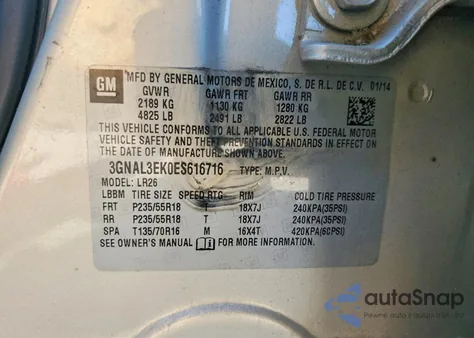 GM
MFD BY GENERAL MOTORS DE MEXICO, S. DE R.L. DE C.V. 01/14
GVWR GAWR FRT GAWR RR
2189 KG 1130 KG 1280 KG
4825 LB 2491 LB 2822 LB
THIS VEHICLE CONFORMS TO ALL APPLICABLE U.S. FEDERAL MOTOR
VEHICLE SAFETY AND THEFT PREVENTION STANDARDS IN EFFECT ON
THE DATE OF MANUFACTURE SHOWN ABOVE.
3GNAL3EK0ES616716 TYPE: M.P.V.
MODEL: LR26
LBBM TIRE SIZE SPEED RTG RIM COLD TIRE PRESSURE
FRT P235/55R18 T 18X7J 240KPA(35PSI)
RR P235/55R18 T 18X7J 240KPA(35PSI)
SPA T135/70R16 M 16X4T 420KPA(60PSI)
SEE OWNER'S MANUAL FOR MORE INFORMATION.
autoSnap